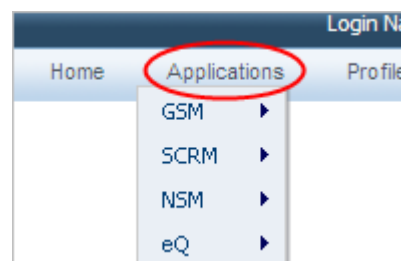 Login Na
Home Applications Profile
GSM
SCRM
NSM
eQ